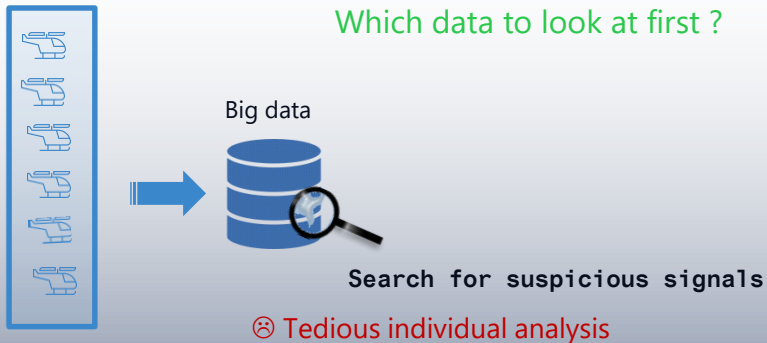 Which data to look at first ?
Big data
Search for suspicious signals
☹ Tedious individual analysis